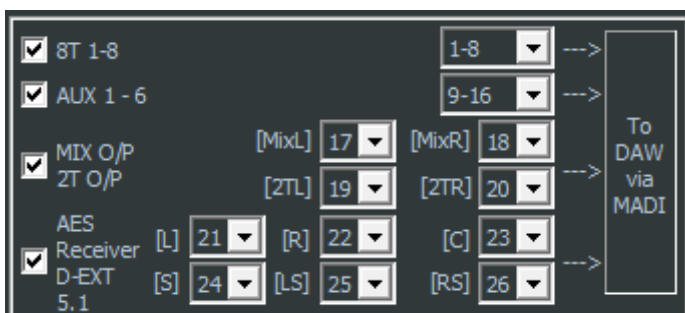 8T 1-8 1-8 --->
AUX 1 - 6 9-16 --->
MIX O/P [MixL] 17 [MixR] 18
2T O/P [2TL] 19 [2TR] 20 --->
AES
Receiver [L] 21 [R] 22 [C] 23
D-EXT [S] 24 [LS] 25 [RS] 26 --->
5.1
To
DAW
via
MADI